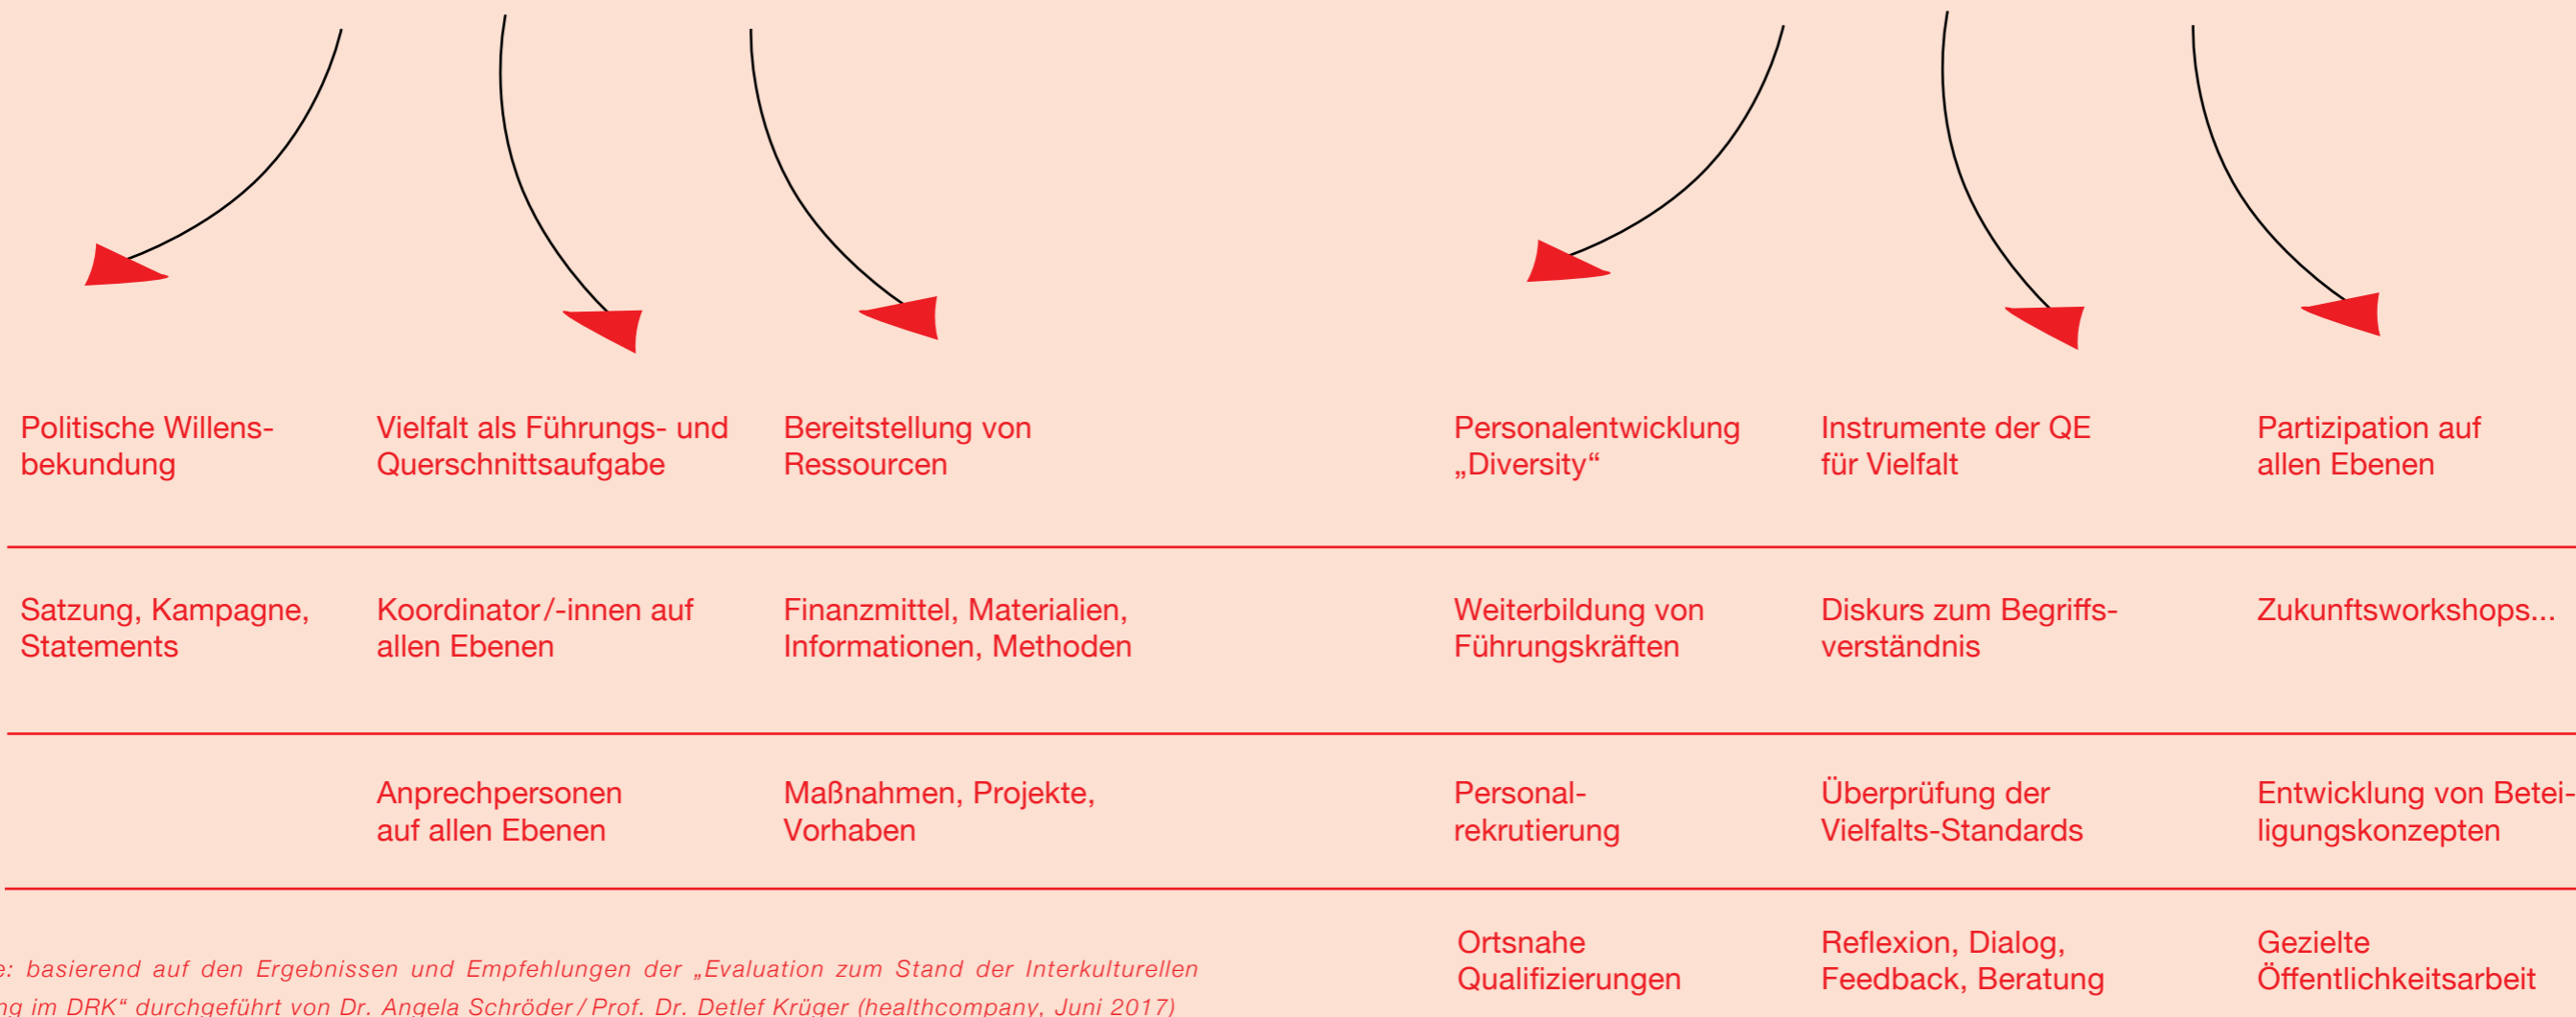 Politische Willens-
bekundung
Vielfalt als Führungs- und
Querschnittsaufgabe
Bereitstellung von
Ressourcen
Personalentwicklung
„Diversity“
Instrumente der QE
für Vielfalt
Partizipation auf
allen Ebenen
Satzung, Kampagne,
Statements
Koordinator/-innen auf
allen Ebenen
Finanzmittel, Materialien,
Informationen, Methoden
Weiterbildung von
Führungskräften
Diskurs zum Begriffs-
verständnis
Zukunftsworkshops...
Anprechpersonen
auf allen Ebenen
Maßnahmen, Projekte,
Vorhaben
Personal-
rekrutierung
Überprüfung der
Vielfalts-Standards
Entwicklung von Betei-
ligungskonzepten
Ortsnahe
Qualifizierungen
Reflexion, Dialog,
Feedback, Beratung
Gezielte
Öffentlichkeitsarbeit
basierend auf den Ergebnissen und Empfehlungen der „Evaluation zum Stand der Interkulturellen
im DRK“ durchgeführt von Dr. Angela Schröder / Prof. Dr. Detlef Krüger (healthcompany, Juni 2017)